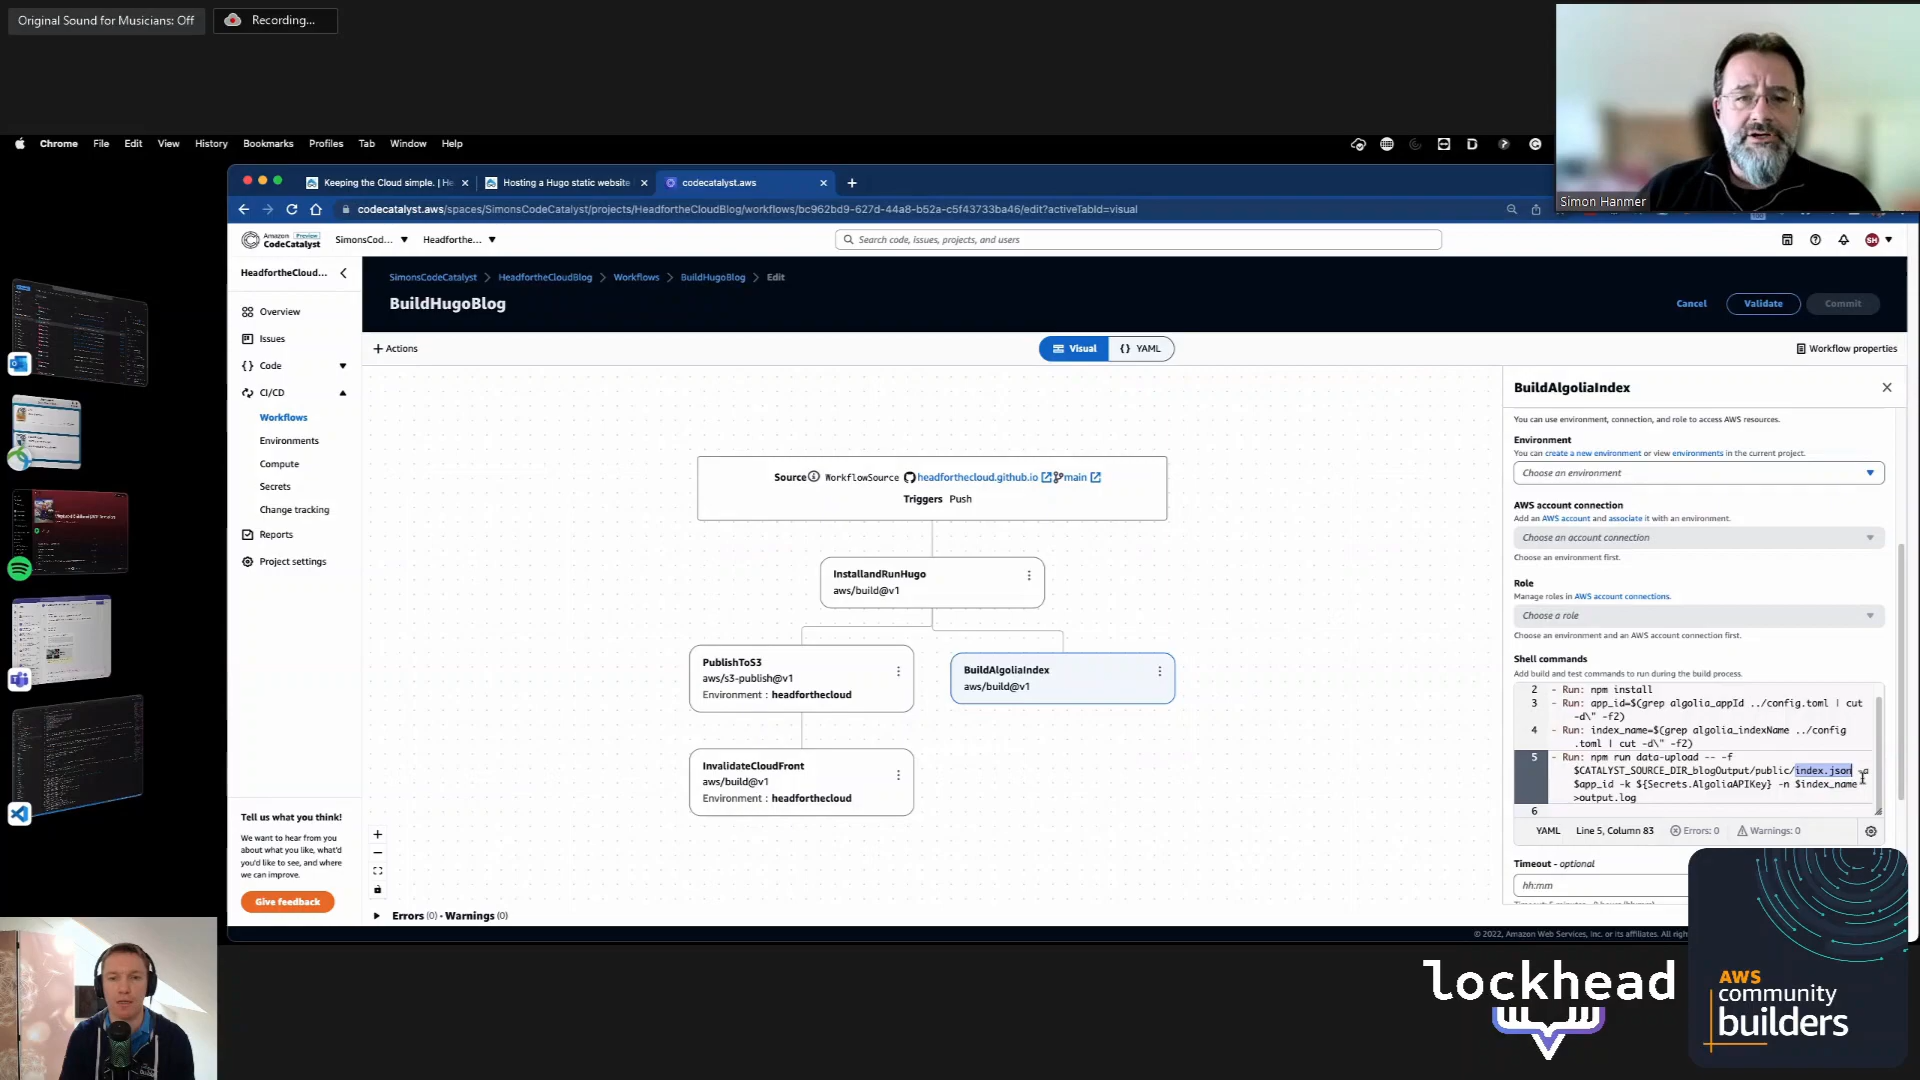 Original Sound for Musicians: Off
Recording...
Simon Hanmer
Chrome File Edit View History Bookmarks Profiles Tab Window Help
Keeping the Cloud simple. | He
Hosting a Hugo static website
codecatalyst.aws
codecatalyst.aws/spaces/SimonsCodeCatalyst/projects/HeadfortheCloudBlog/workflows/bc962bd9-627d-44a8-b52a-c5f43733ba46/edit?activeTabId=visual
Amazon Preview
CodeCatalyst
SimonsCod...
Headforthe...
Search code, issues, projects, and users
SH
HeadfortheCloud...
SimonsCodeCatalyst > HeadfortheCloudBlog > Workflows > BuildHugoBlog > Edit
BuildHugoBlog
Cancel
Validate
Commit
Overview
Issues
Code
CI/CD
Workflows
Environments
Compute
Secrets
Change tracking
Reports
Project settings
+ Actions
Visual
{} YAML
Workflow properties
Source WorkflowSource headforthecloud.github.io main
Triggers Push
InstallandRunHugo
aws/build@v1
PublishToS3
aws/s3-publish@v1
Environment : headforthecloud
BuildAlgoliaIndex
aws/build@v1
InvalidateCloudFront
aws/build@v1
Environment : headforthecloud
BuildAlgoliaIndex
You can use environment, connection, and role to access AWS resources.
Environment
Can create a new environment or view environments in the current project.
Choose an environment
AWS account connection
Add an AWS account and associate it with an environment.
Choose an account connection
Choose an environment first.
Role
Manage roles in AWS account connections.
Choose a role
Choose an environment and an AWS account connection first.
Shell commands
Add build and test commands to run during the build process.
2 - Run: npm install
3 - Run: app_id=$(grep algolia_appId ../config.toml | cut
-d\" -f2)
4 - Run: index_name=$(grep algolia_indexName ../config
.toml | cut -d\" -f2)
5 - Run: npm run data-upload -- -f
$CATALYST_SOURCE_DIR_blogOutput/public/index.json -a
$app_id -k ${Secrets.AlgoliaAPIKey} -n $index_name
>output.log
6
YAML Line 5, Column 83 Errors: 0 Warnings: 0
Timeout - optional
hh:mm
Tell us what you think!
We want to hear from you
about what you like, what'd
you'd like to see, and where
we can improve.
Give feedback
Errors (0) · Warnings (0)
© 2022, Amazon Web Services, Inc. or its affiliates. All righ
lockhead
AWS
community
builders